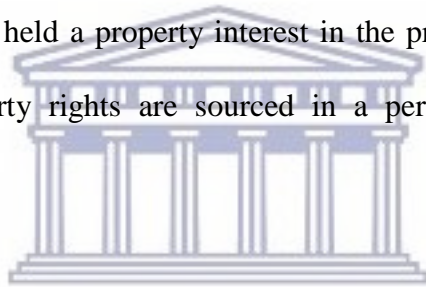 held a property interest in the pr
rty rights are sourced in a per